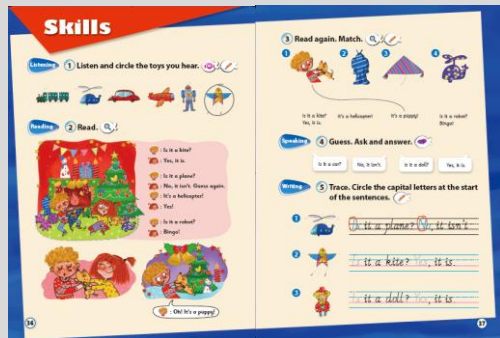 Skills
Listening 1 Listen and circle the toys you hear.
Reading 2 Read.
: Is it a kite?
: Yes, it is.
: Is it a plane?
: No, it isn't. Guess again.
: It's a helicopter!
: Yes!
: Is it a robot?
: Bingo!
: Oh! It's a puppy!
36
3 Read again. Match.
1 2 3 4
Is it a kite? Yes, it is.
It's a helicopter!
It's a puppy!
Is it a robot? Bingo!
Speaking 4 Guess. Ask and answer.
Is it a car? No, it isn't. Is it a doll? Yes, it is.
Writing 5 Trace. Circle the capital letters at the start
of the sentences.
1 Is it a plane? No, it isn't
2 Is it a kite? Yes, it is.
3 Is it a doll? Yes, it is.
37